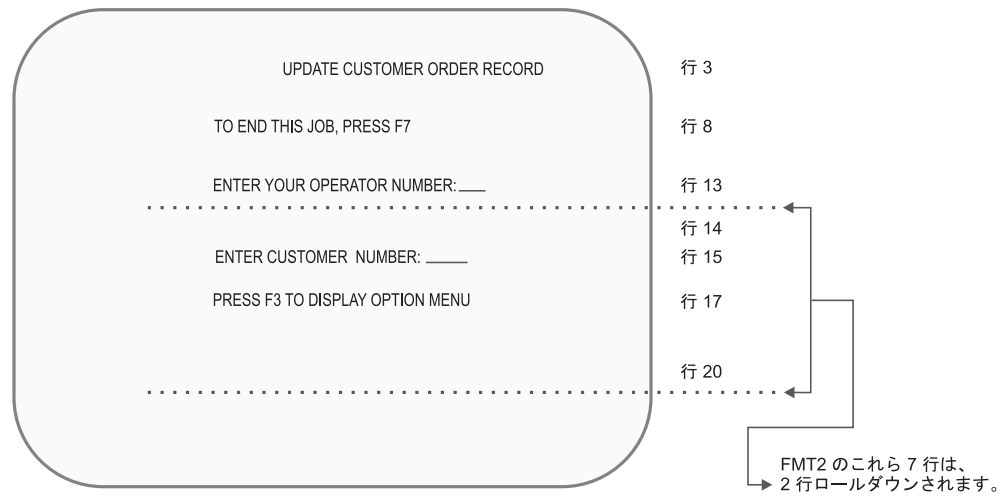 UPDATE CUSTOMER ORDER RECORD 行 3
TO END THIS JOB, PRESS F7 行 8
ENTER YOUR OPERATOR NUMBER:___ 行 13
行 14
ENTER CUSTOMER NUMBER: ____ 行 15
PRESS F3 TO DISPLAY OPTION MENU 行 17
行 20
FMT2 のこれら 7 行は、
2 行ロールダウンされます。